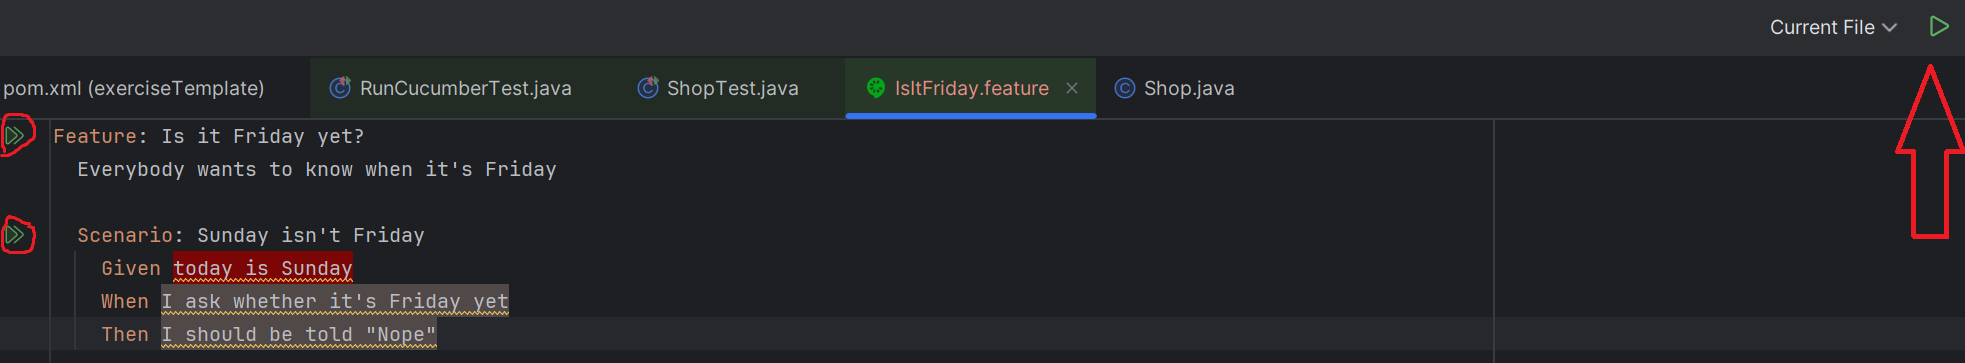 Current File
pom.xml (exerciseTemplate) RunCucumberTest.java ShopTest.java IsItFriday.feature Shop.java
Feature: Is it Friday yet?
Everybody wants to know when it's Friday
Scenario: Sunday isn't Friday
Given today is Sunday
When I ask whether it's Friday yet
Then I should be told "Nope"